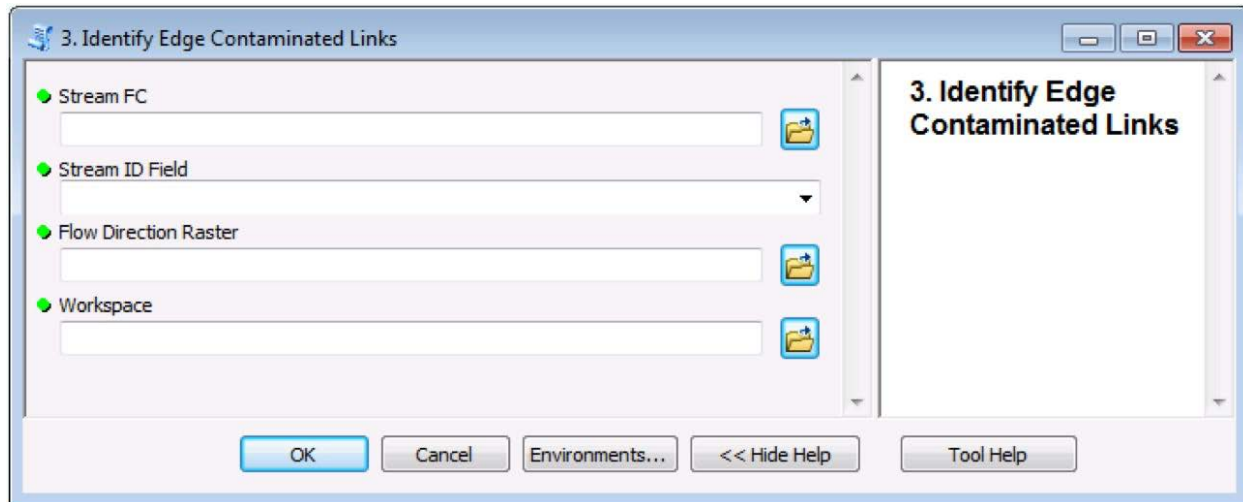 3. Identify Edge Contaminated Links
Stream FC
Stream ID Field
Flow Direction Raster
Workspace
3. Identify Edge
Contaminated Links
OK
Cancel
Environments...
<< Hide Help
Tool Help